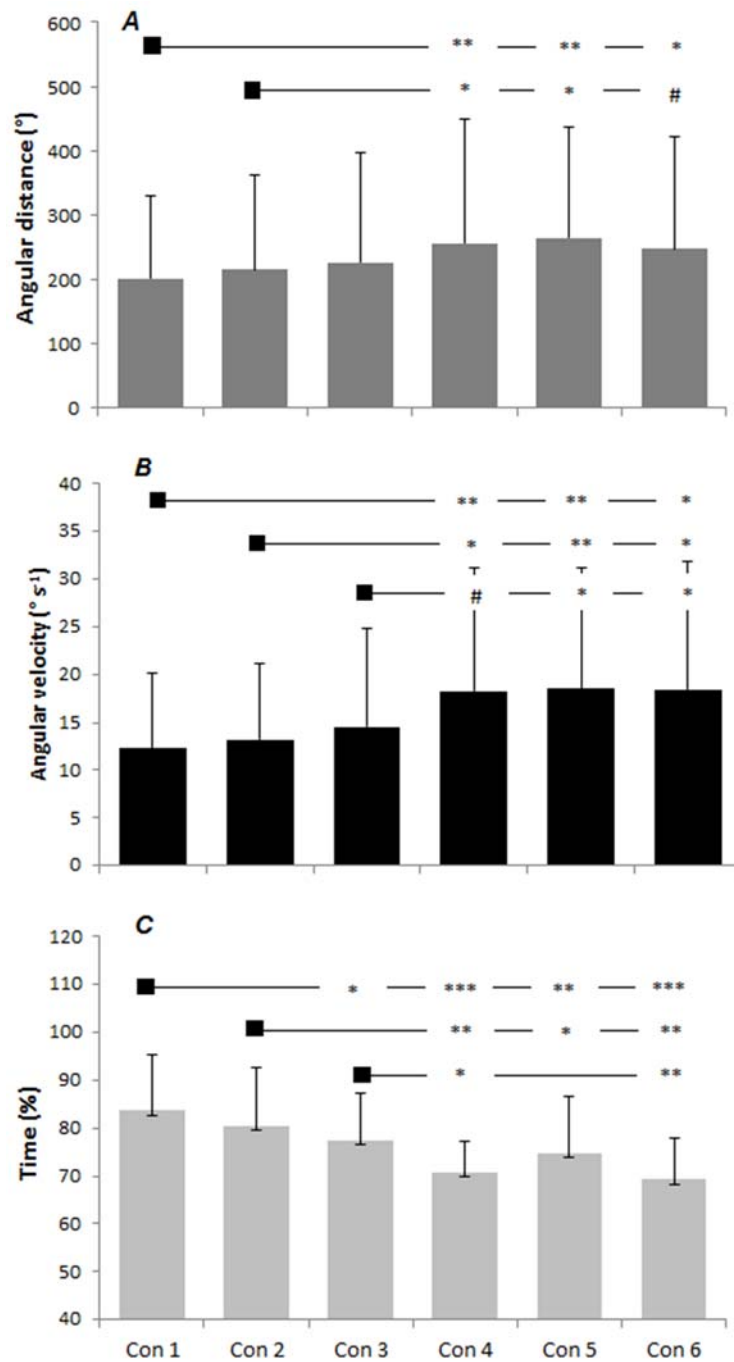 A
Angular distance (°)
600
500
400
300
200
100
0
** ** *
* * #
B
Angular velocity (° s⁻¹)
40
35
30
25
20
15
10
5
0
** ** *
* ** *
# * *
C
Time (%)
120
110
100
90
80
70
60
50
40
* *** ** ***
** * **
* **
Con 1 Con 2 Con 3 Con 4 Con 5 Con 6